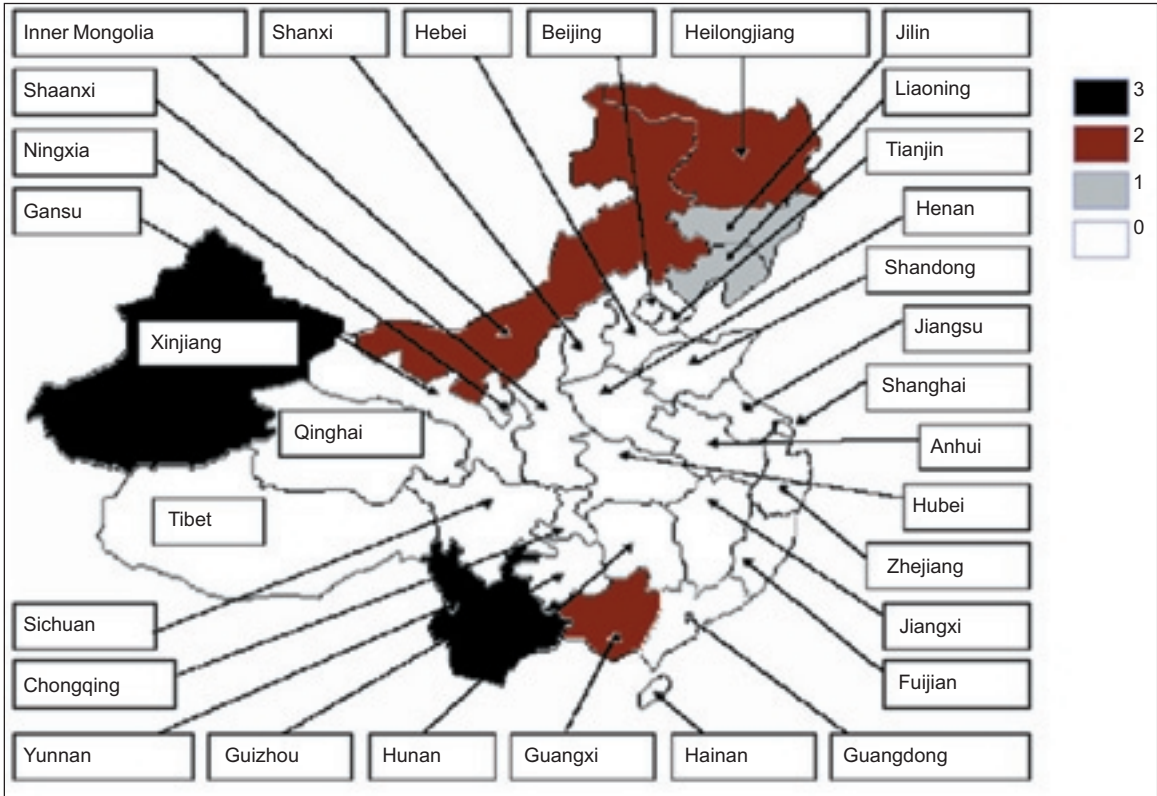 Inner Mongolia
Shanxi
Hebei
Beijing
Heilongjiang
Jilin
Shaanxi
Liaoning
Ningxia
Tianjin
Gansu
Henan
Shandong
Xinjiang
Jiangsu
Shanghai
Qinghai
Anhui
Tibet
Hubei
Zhejiang
Sichuan
Jiangxi
Chongqing
Fuijian
Yunnan
Guizhou
Hunan
Guangxi
Hainan
Guangdong
3
2
1
0